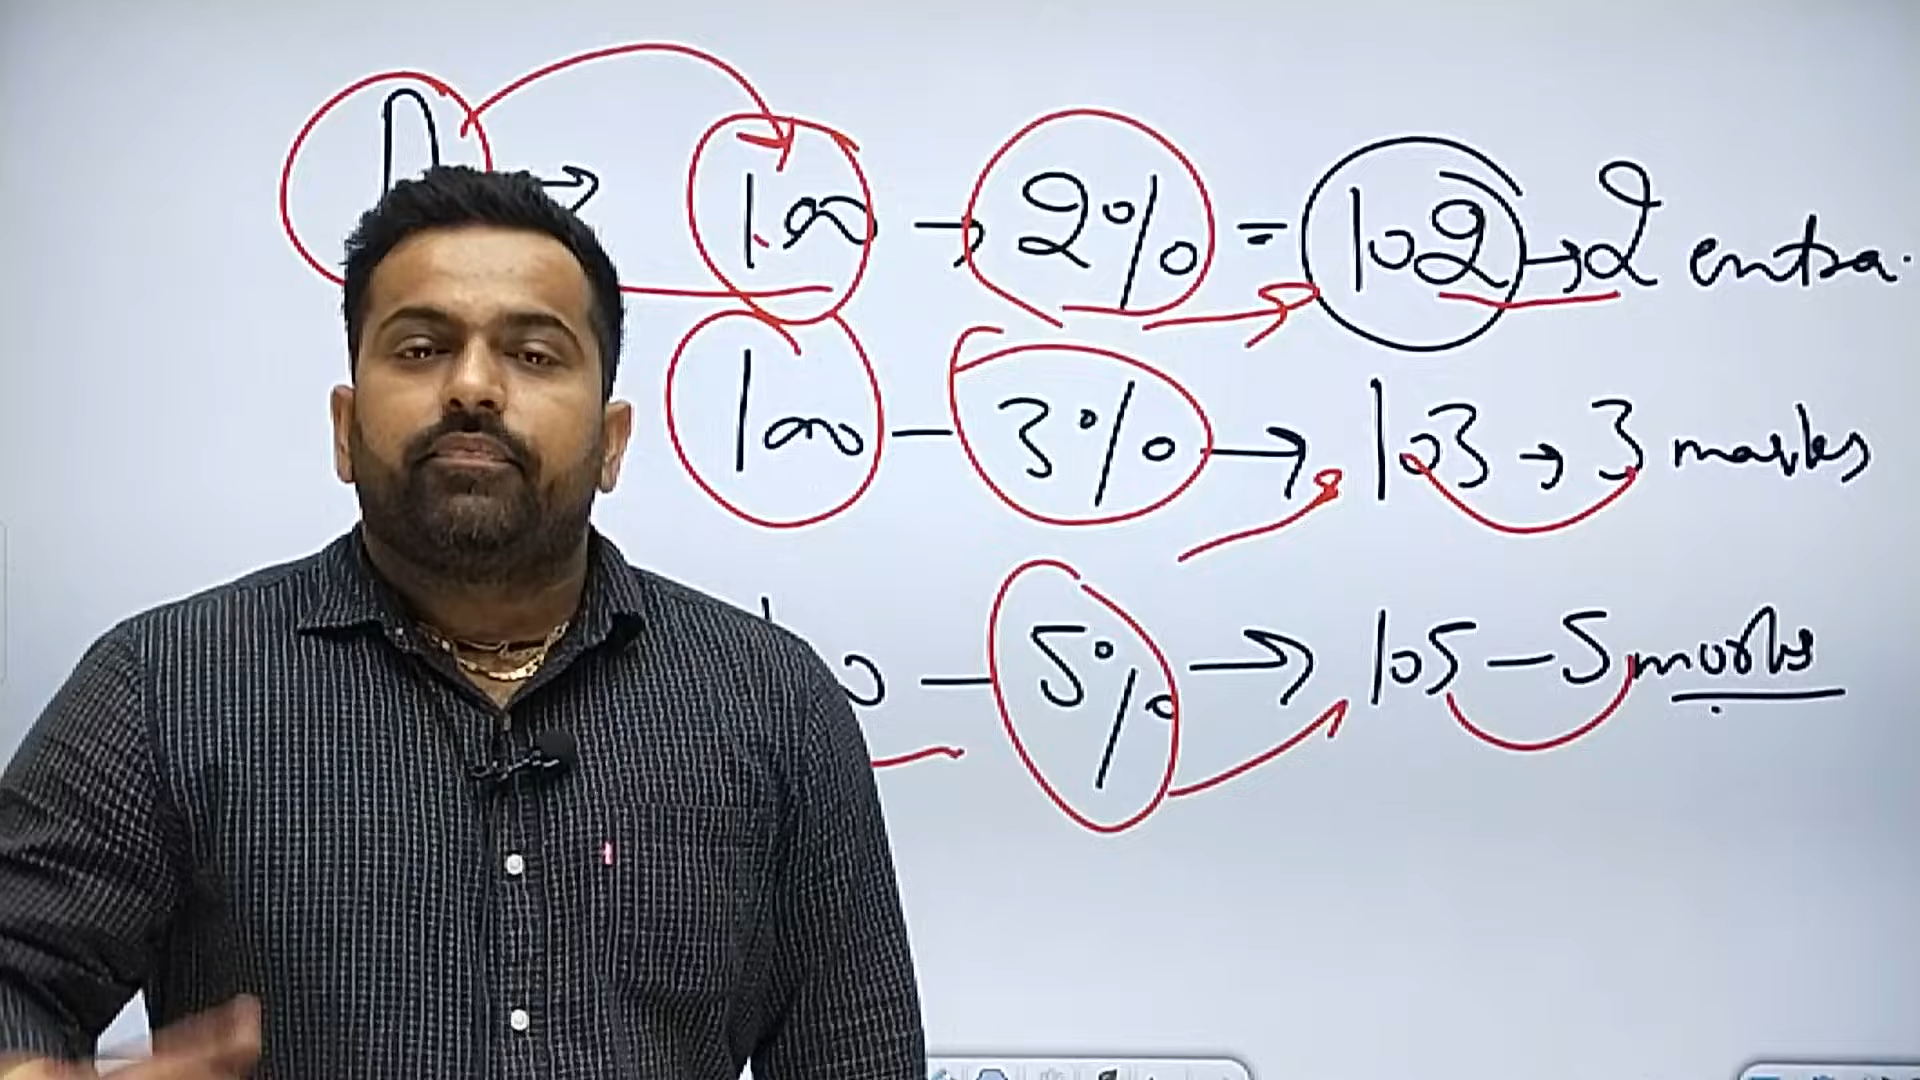 → 100 → 2% = 102 → 2 extra.
100 — 3% → 103 → 3 marks
— 5% → 105 — 5 marks